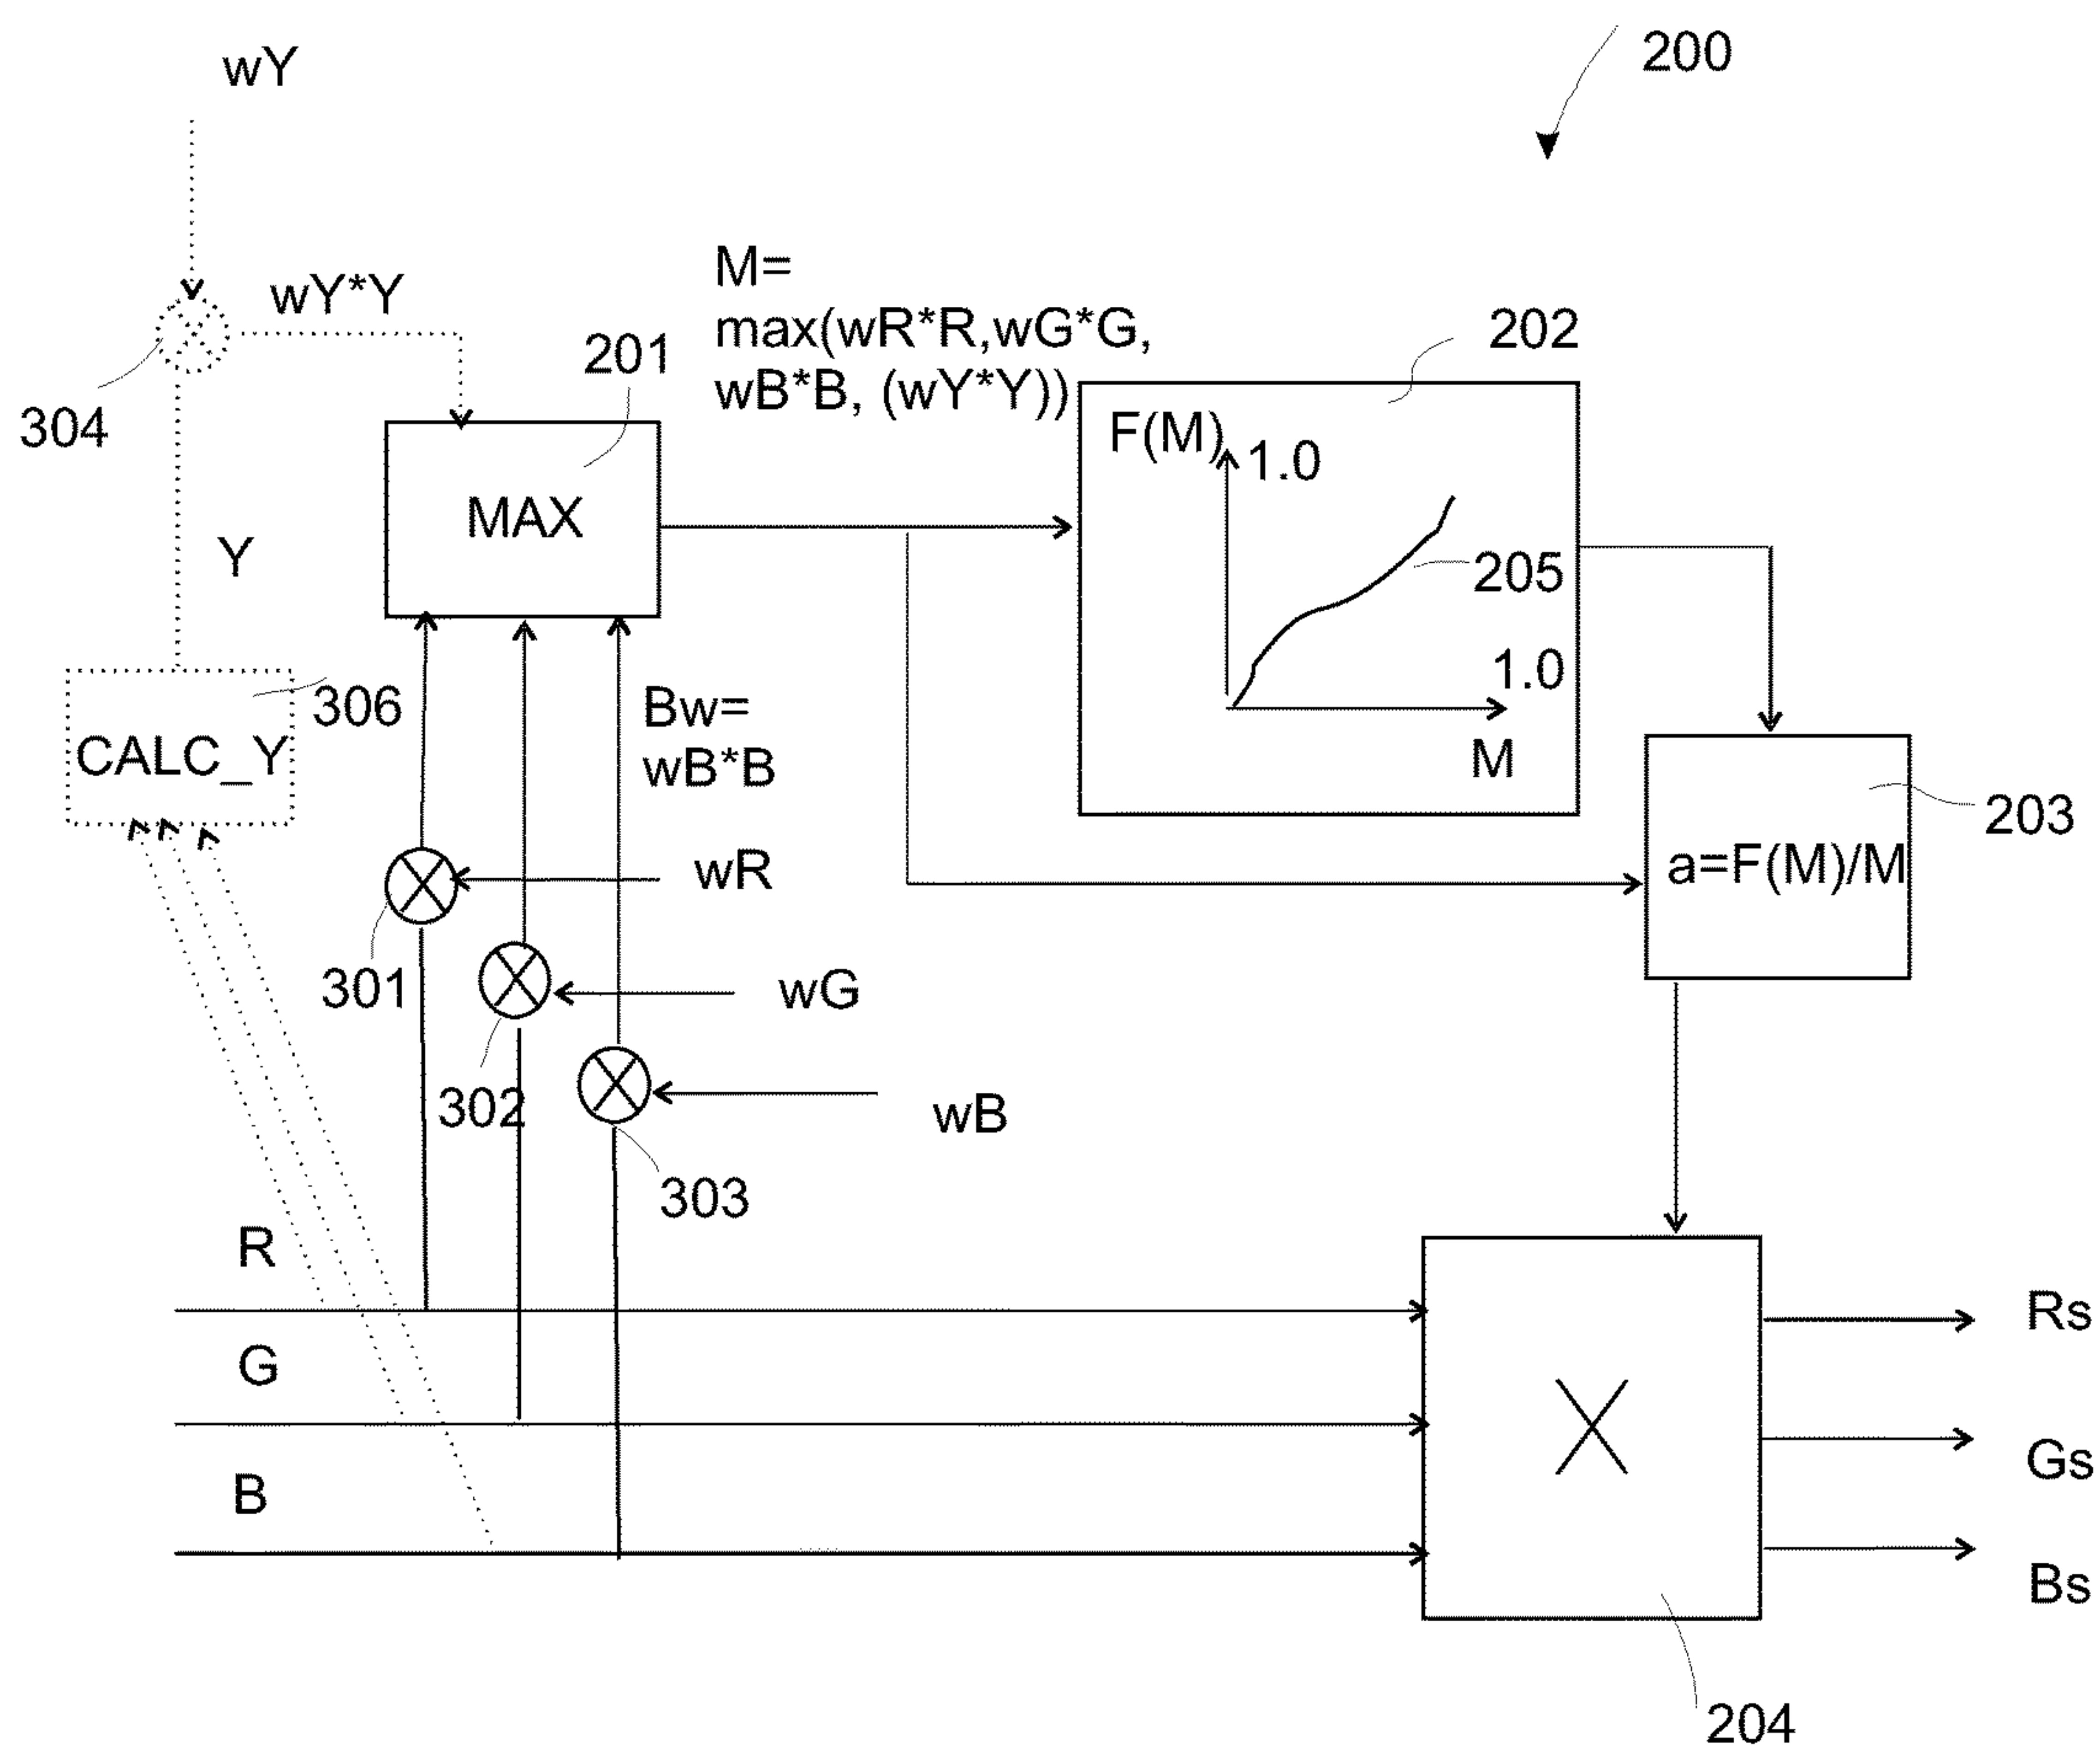 200
wY
wY*Y
304
201
M=
max(wR*R,wG*G,
wB*B, (wY*Y))
202
F(M)
1.0
205
1.0
M
MAX
Y
306
CALC_Y
Bw=
wB*B
203
a=F(M)/M
wR
301
wG
302
wB
303
R
G
B
X
Rs
Gs
Bs
204